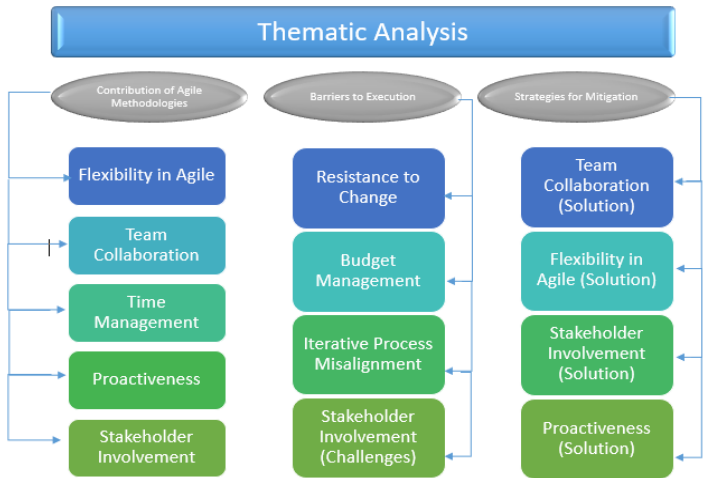 Thematic Analysis
Contribution of Agile
Methodologies
Flexibility in Agile
Team
Collaboration
Time
Management
Proactiveness
Stakeholder
Involvement
Barriers to Execution
Resistance to
Change
Budget
Management
Iterative Process
Misalignment
Stakeholder
Involvement
(Challenges)
Strategies for Mitigation
Team
Collaboration
(Solution)
Flexibility in
Agile (Solution)
Stakeholder
Involvement
(Solution)
Proactiveness
(Solution)